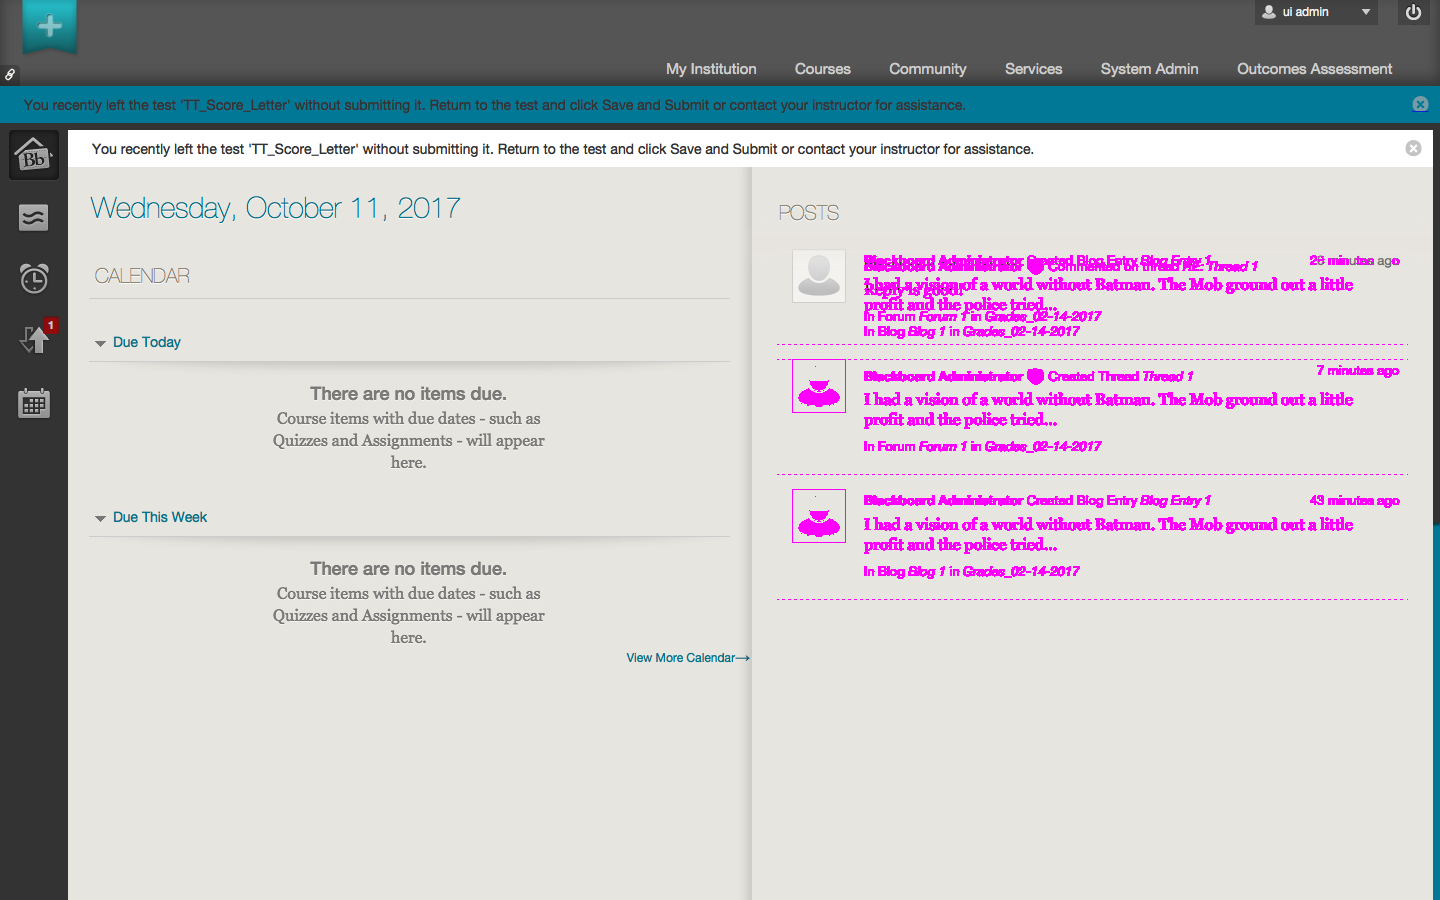 ui admin
My Institution Courses Community Services System Admin Outcomes Assessment
You recently left the test 'TT_Score_Letter' without submitting it. Return to the test and click Save and Submit or contact your instructor for assistance.
Bb
You recently left the test 'TT_Score_Letter' without submitting it. Return to the test and click Save and Submit or contact your instructor for assistance.
Wednesday, October 11, 2017
CALENDAR
1
Due Today
There are no items due.
Course items with due dates - such as
Quizzes and Assignments - will appear
here.
Due This Week
There are no items due.
Course items with due dates - such as
Quizzes and Assignments - will appear
here.
View More Calendar→
POSTS
Blackboard Administrator Created Blog Entry Blog Entry 1
Blackboard Administrator Commented on thread RE: Thread 1
minutes ago
I had a vision of a world without Batman. The Mob ground out a little
Reply is good!
profit and the police tried...
In Forum Forum 1 in Grades_02-14-2017
In Blog Blog 1 in Grades_02-14-2017
Blackboard Administrator Created Thread Thread 1
7 minutes ago
I had a vision of a world without Batman. The Mob ground out a little
profit and the police tried...
In Forum Forum 1 in Grades_02-14-2017
Blackboard Administrator Created Blog Entry Blog Entry 1
43 minutes ago
I had a vision of a world without Batman. The Mob ground out a little
profit and the police tried...
In Blog Blog 1 in Grades_02-14-2017